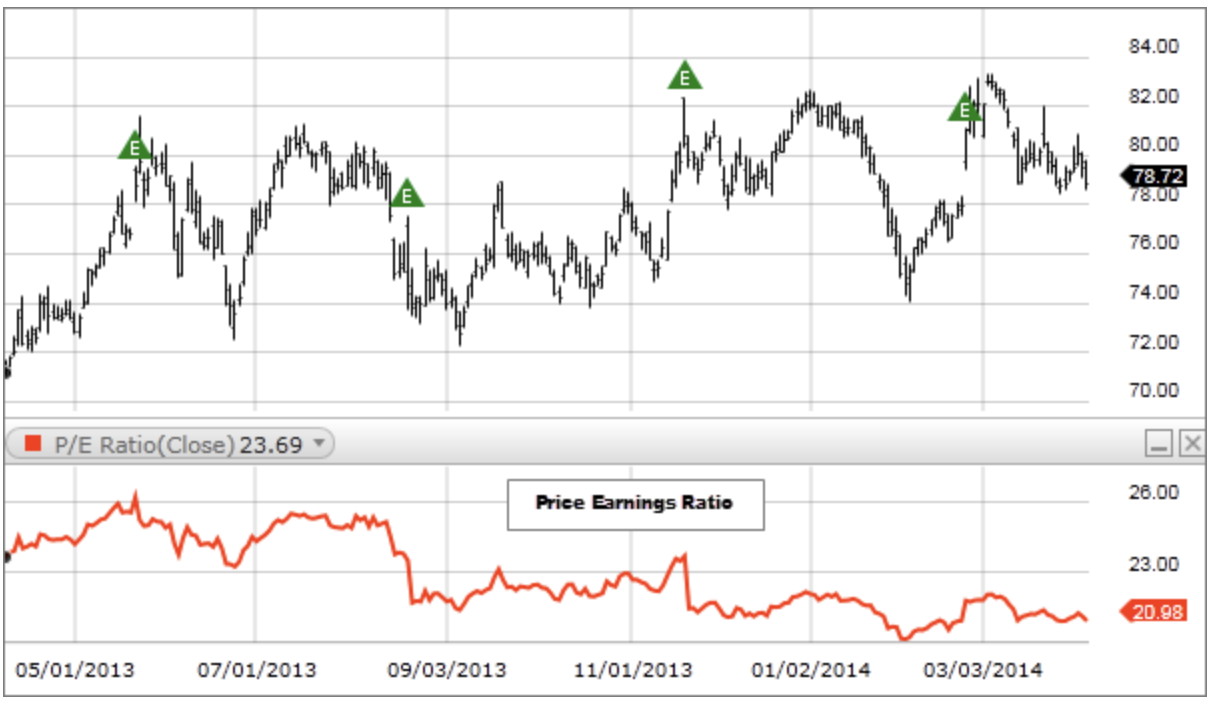 84.00
E
82.00
E
E
80.00
78.72
E
78.00
76.00
74.00
72.00
70.00
P/E Ratio(Close) 23.69
26.00
Price Earnings Ratio
23.00
20.98
05/01/2013 07/01/2013 09/03/2013 11/01/2013 01/02/2014 03/03/2014